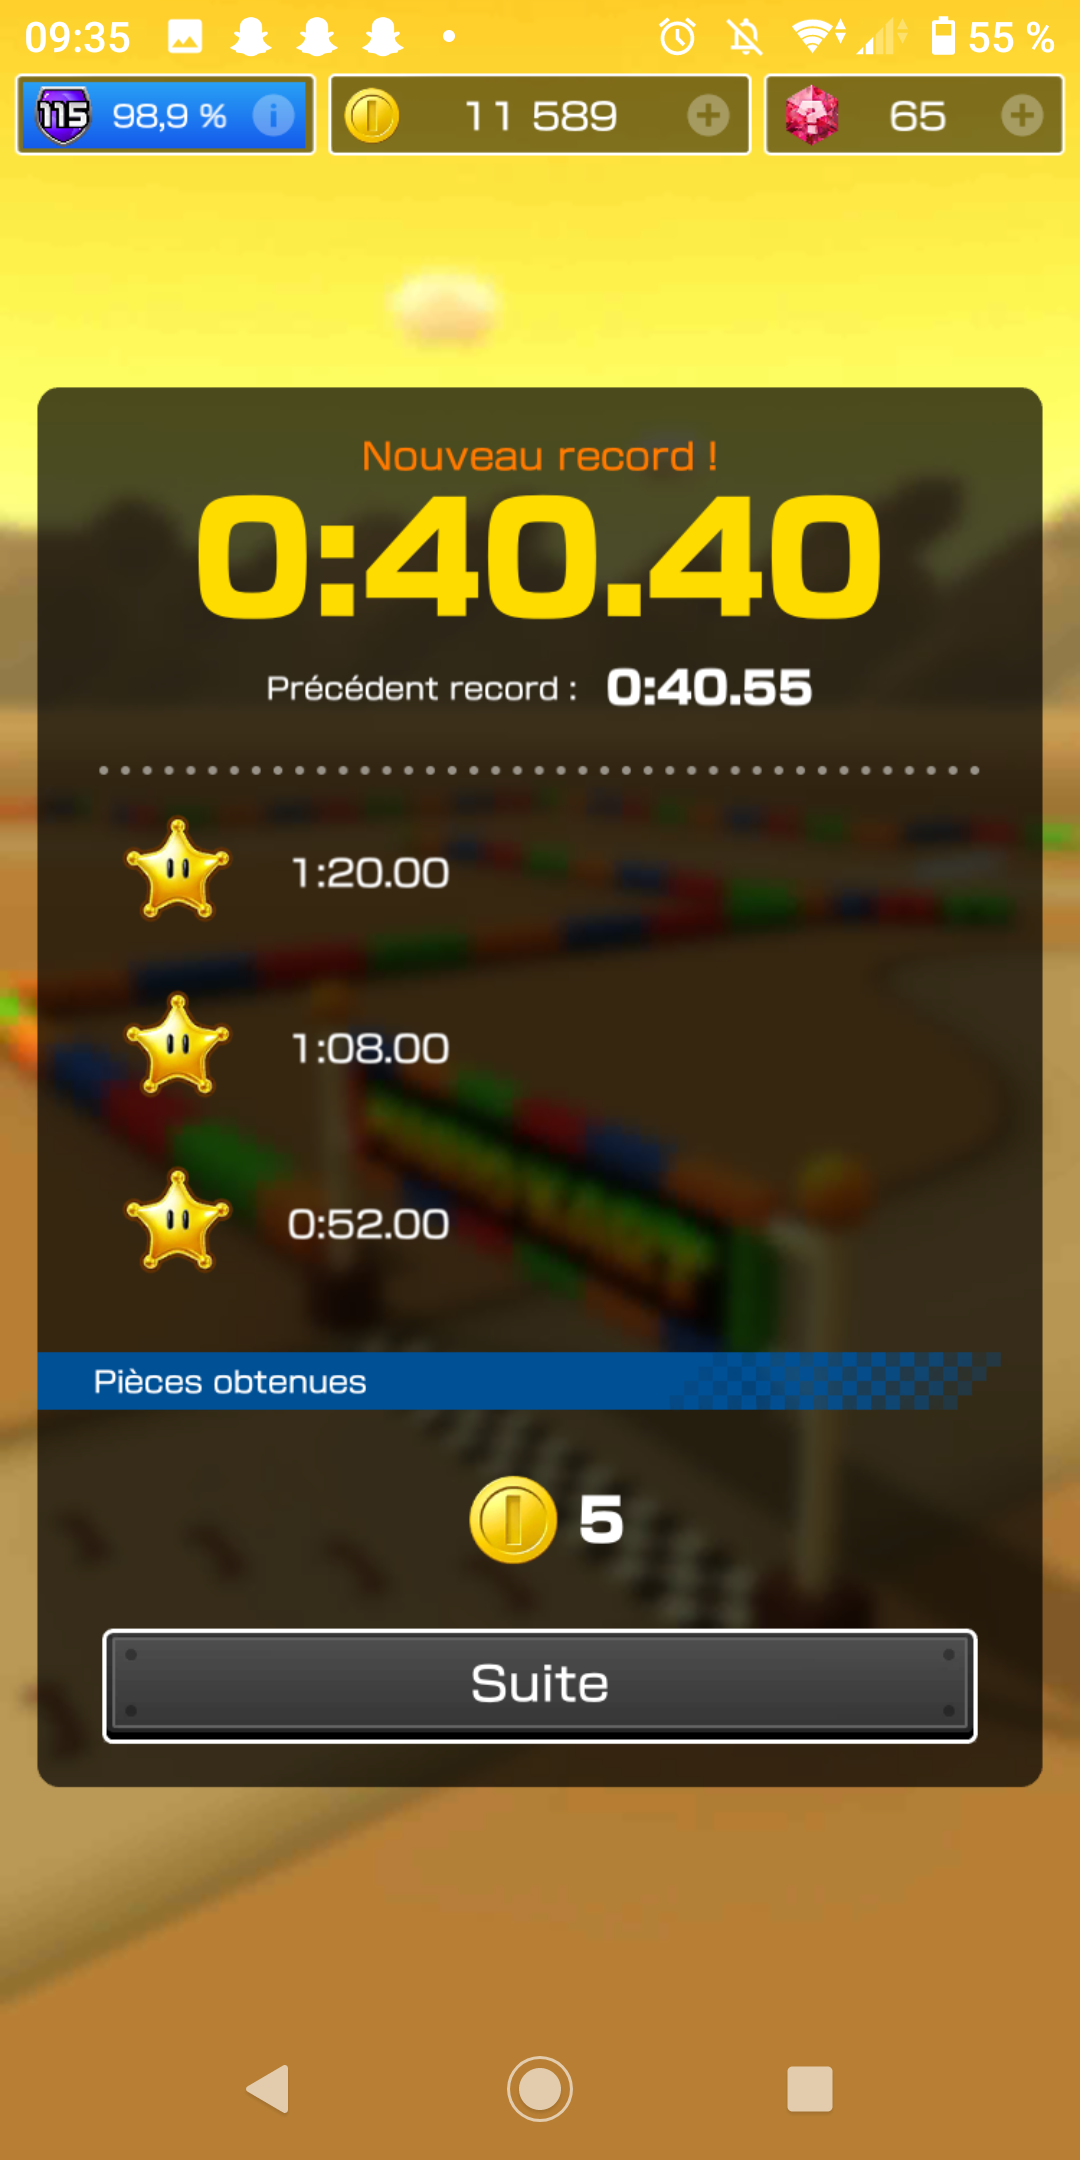 09:35 55 %
115 98,9 % i 11 589 + 65 +
Nouveau record !
0:40.40
Précédent record : 0:40.55
1:20.00
1:08.00
0:52.00
Pièces obtenues
5
Suite